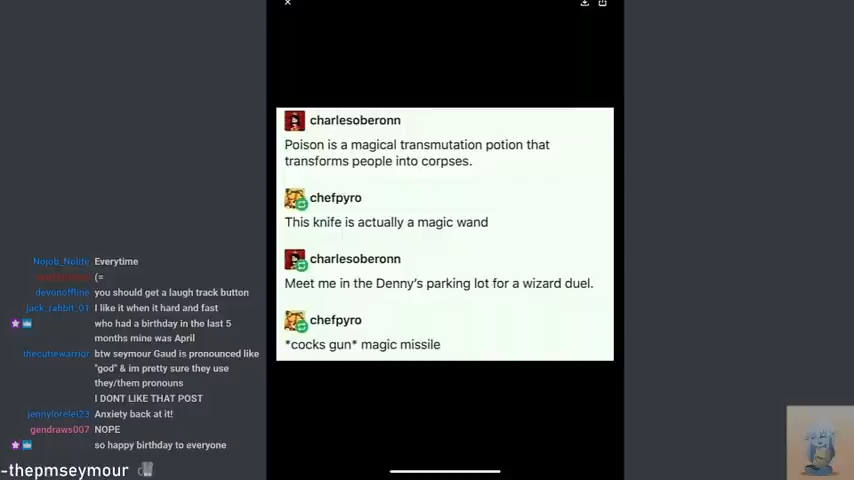 charlesoberonn
Poison is a magical transmutation potion that
transforms people into corpses.
chefpyro
This knife is actually a magic wand
charlesoberonn
Meet me in the Denny's parking lot for a wizard duel.
chefpyro
*cocks gun* magic missile
Nojob_Nolife Everytime
(=
devonoffline you should get a laugh track button
jack_rabbit_01 I like it when it hard and fast
who had a birthday in the last 5
months mine was April
thecutiewarrior btw seymour Gaud is pronounced like
"god" & im pretty sure they use
they/them pronouns
I DONT LIKE THAT POST
jennylorelei23 Anxiety back at it!
gendraws007 NOPE
so happy birthday to everyone
-thepmseymour